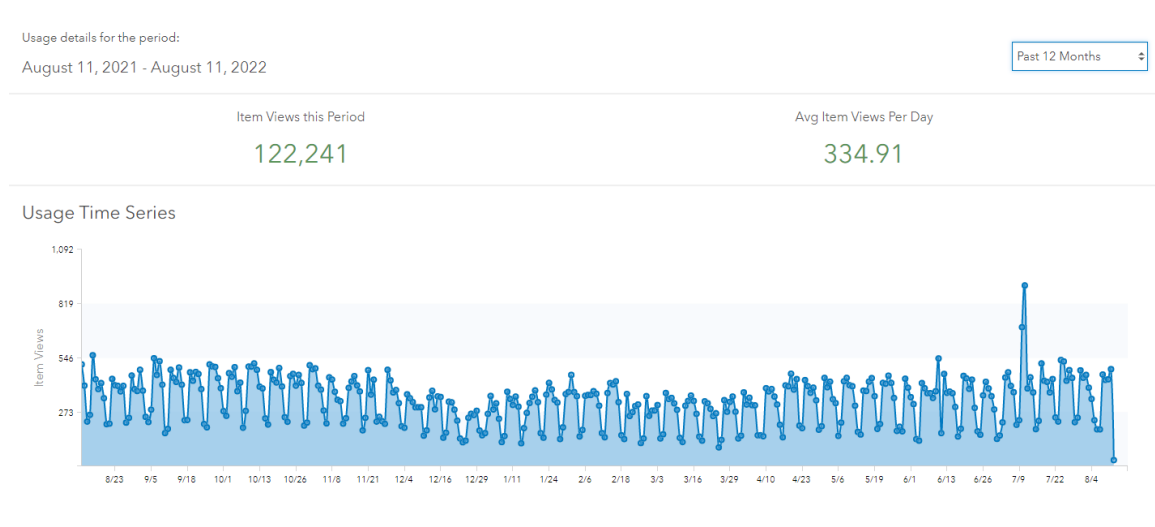 Usage details for the period:
August 11, 2021 - August 11, 2022
Past 12 Months
Item Views this Period
Avg Item Views Per Day
122,241
334.91
Usage Time Series
Item Views
1,092
819
546
273
8/23 9/5 9/18 10/1 10/13 10/26 11/8 11/21 12/4 12/16 12/29 1/11 1/24 2/6 2/18 3/3 3/16 3/29 4/10 4/23 5/6 5/19 6/1 6/13 6/26 7/9 7/22 8/4